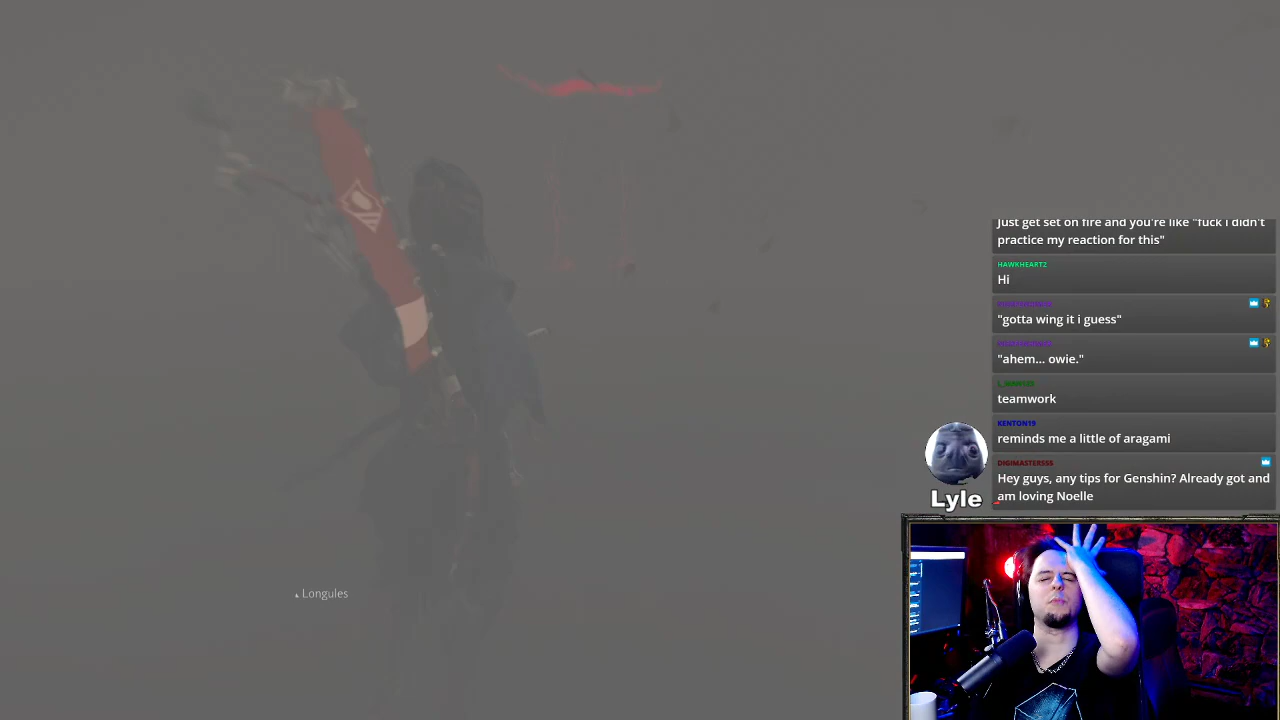 Just get set on fire and you're like "fuck i didn't
practice my reaction for this"
HAWKHEART2
Hi
"gotta wing it i guess"
"ahem... owie."
teamwork
KENTON19
reminds me a little of aragami
DIGIMASTERSSS
Hey guys, any tips for Genshin? Already got and
am loving Noelle
Lyle
Longules